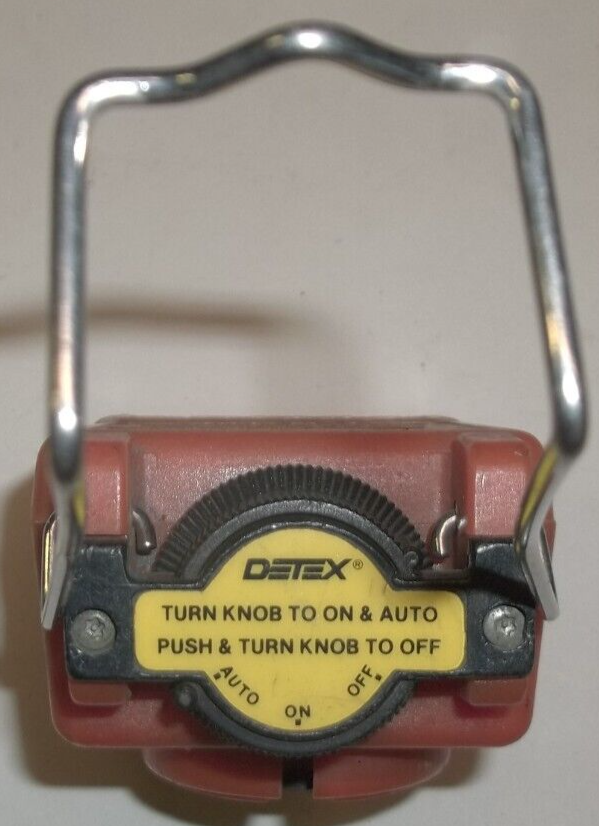 DETEX®
TURN KNOB TO ON & AUTO
PUSH & TURN KNOB TO OFF
AUTO ON OFF